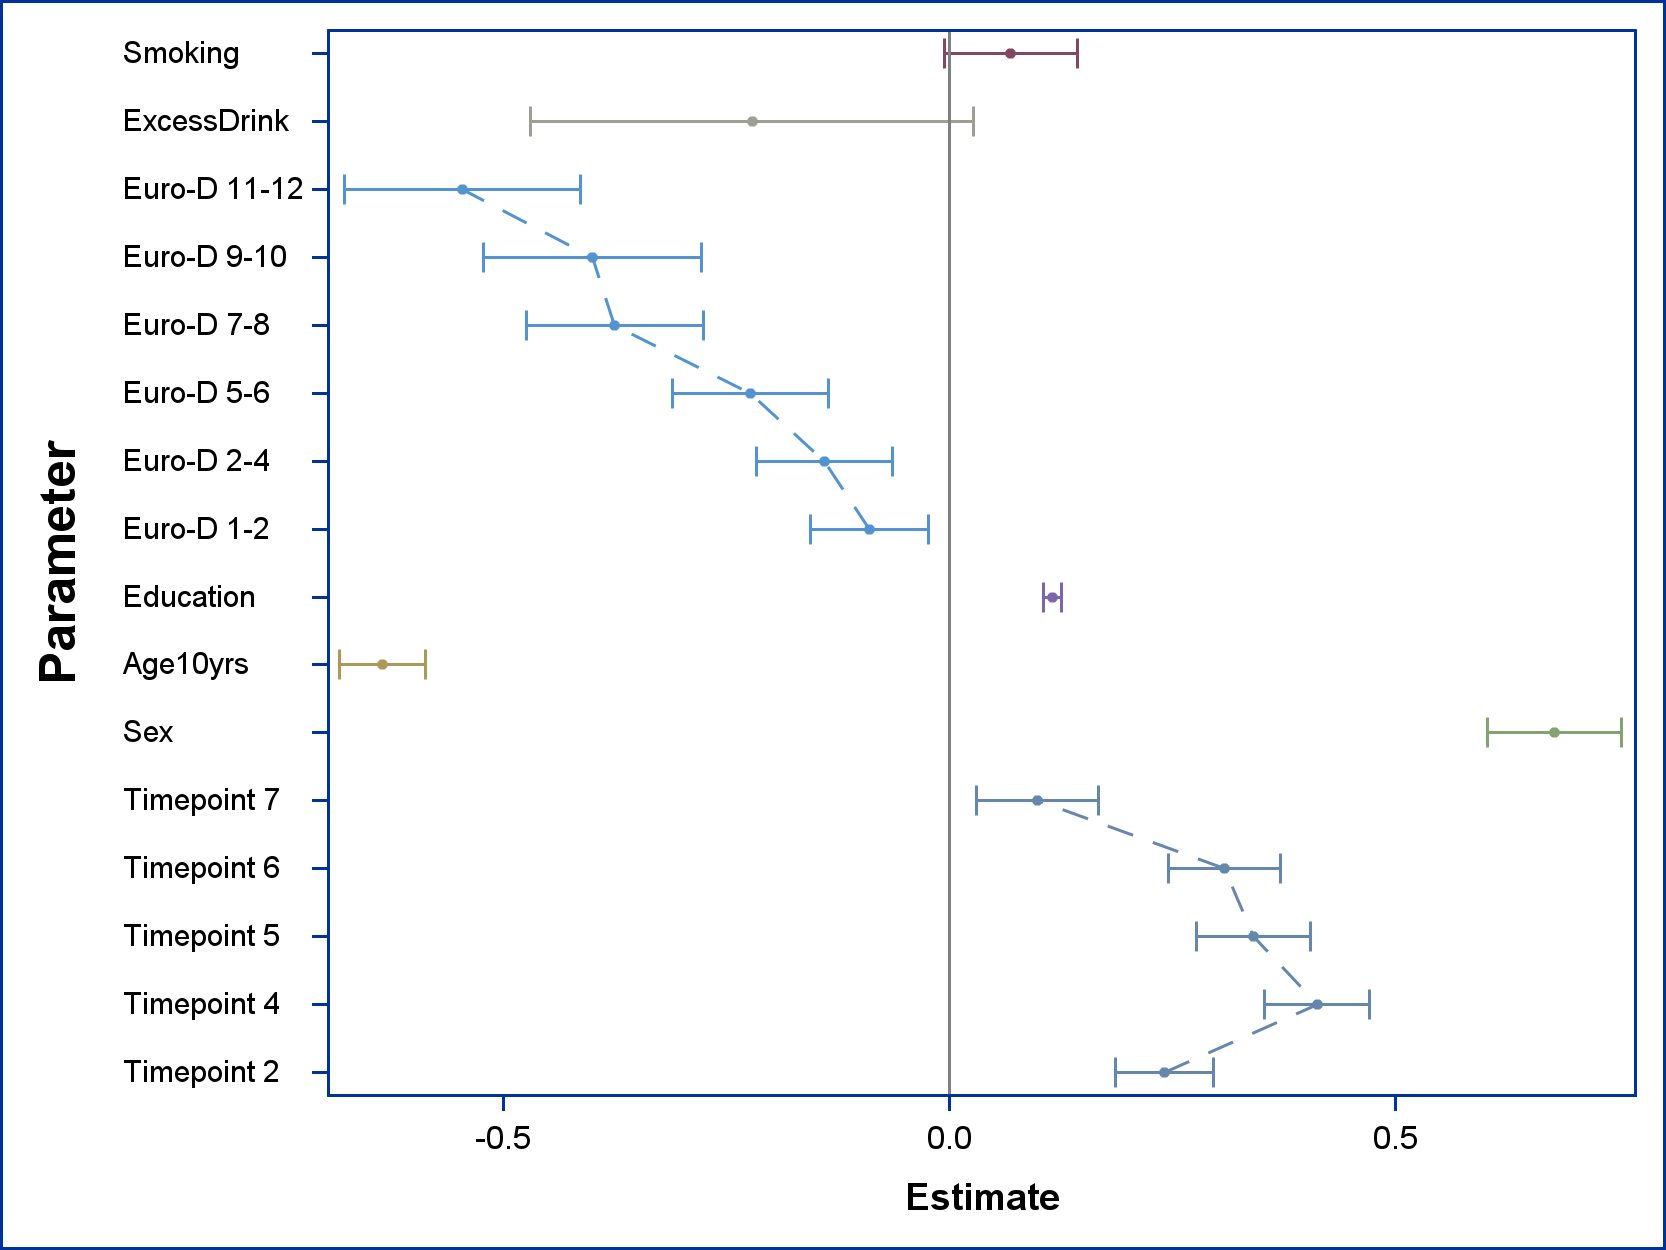 Smoking
ExcessDrink
Euro-D 11-12
Euro-D 9-10
Euro-D 7-8
Euro-D 5-6
Euro-D 2-4
Euro-D 1-2
Education
Age10yrs
Sex
Timepoint 7
Timepoint 6
Timepoint 5
Timepoint 4
Timepoint 2
Parameter
-0.5 0.0 0.5
Estimate